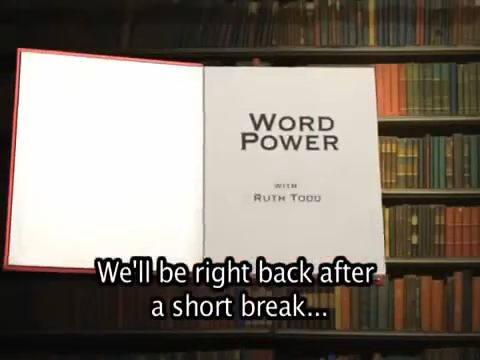 WORD
POWER
WITH
RUTH TODD
We'll be right back after
a short break...